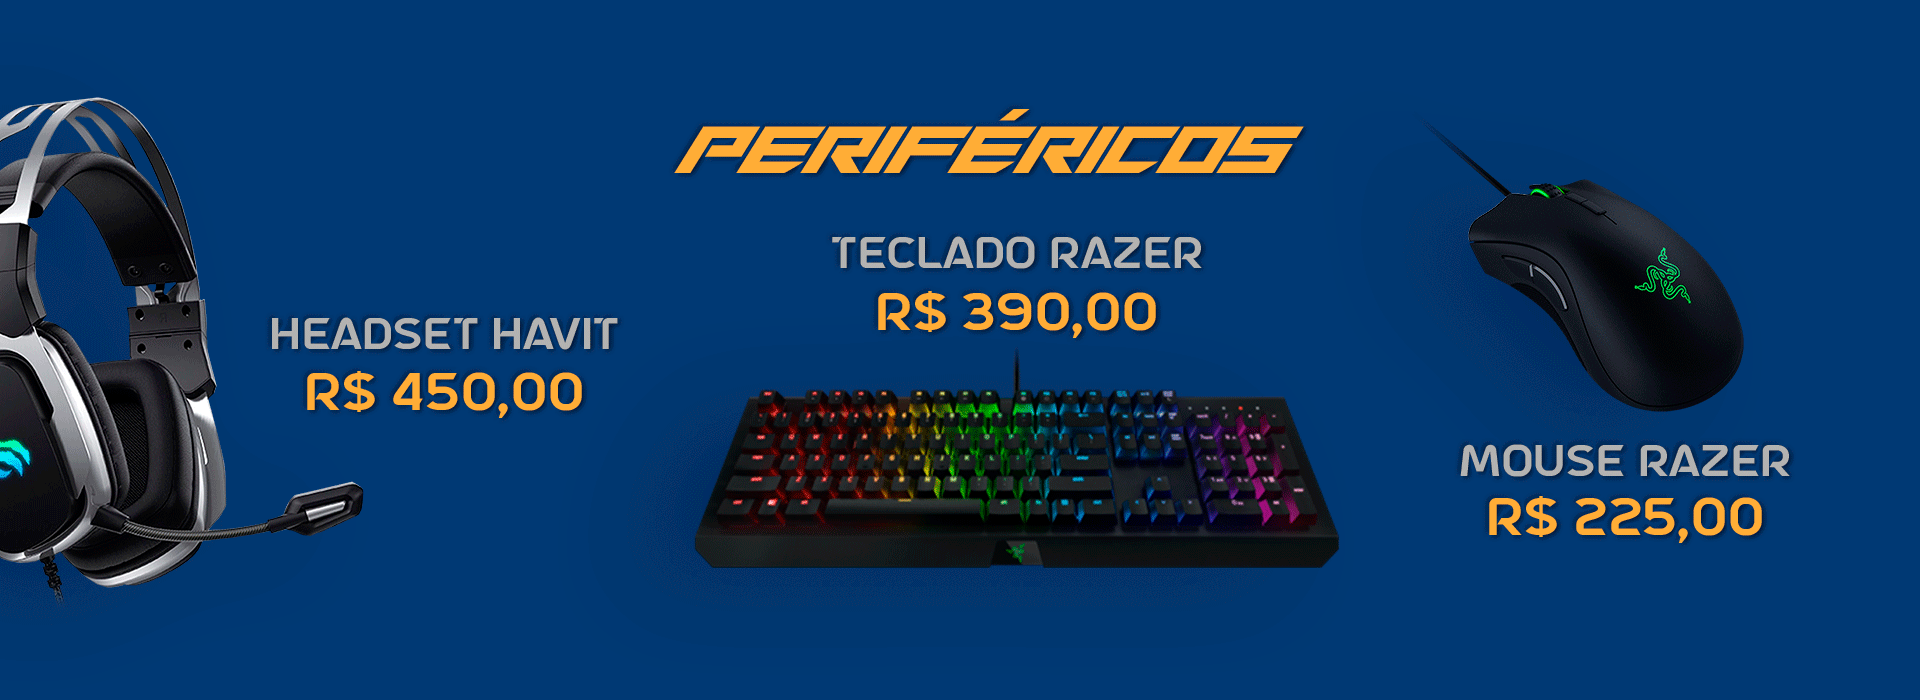 PERIFÉRICOS
HEADSET HAVIT
R$ 450,00
TECLADO RAZER
R$ 390,00
MOUSE RAZER
R$ 225,00